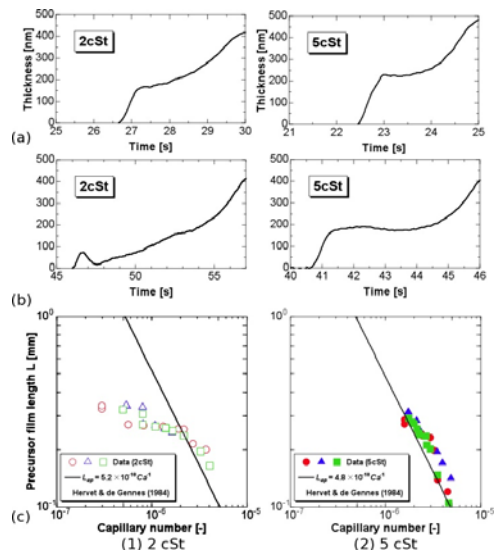 500
400
300
200
100
0
Thickness [nm]
2cSt
25 26 27 28 29 30
Time [s]
500
400
300
200
100
0
Thickness [nm]
5cSt
21 22 23 24 25
Time [s]
(a)
500
400
300
200
100
0
2cSt
45 50 55
Time [s]
500
400
300
200
100
0
5cSt
40 41 42 43 44 45 46
Time [s]
(b)
10⁰
10⁻¹
Precursor film length L [mm]
Data (2cSt)
Hervet & de Gennes (1984)
10⁻⁷ 10⁻⁶ 10⁻⁵
Capillary number [-]
(1) 2 cSt
10⁰
10⁻¹
Data (5cSt)
Hervet & de Gennes (1984)
10⁻⁷ 10⁻⁶ 10⁻⁵
Capillary number [-]
(2) 5 cSt
(c)